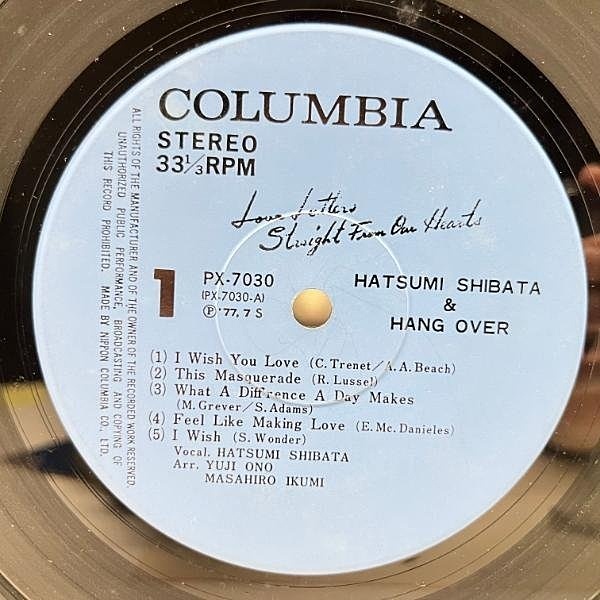 COLUMBIA
STEREO
33⅓RPM
Love Letters
Straight From Our Hearts
1
PX-7030
(PX-7030-A)
Ⓟ '77, 7 S
HATSUMI SHIBATA
&
HANG OVER
(1) I Wish You Love (C. Trenet/A.A. Beach)
(2) This Masquerade (R. Lussel)
(3) What A Diffrence A Day Makes
(M. Grever/S. Adams)
(4) Feel Like Making Love (E. Mc. Danieles)
(5) I Wish (S. Wonder)
Vocal. HATSUMI SHIBATA
Arr. YUJI ONO
MASAHIRO IKUMI
ALL RIGHTS OF THE MANUFACTURER AND OF THE OWNER OF THE RECORDED WORK RESERVED.
UNAUTHORIZED PUBLIC PERFORMANCE, BROADCASTING AND COPYING OF
THIS RECORD PROHIBITED. MADE BY NIPPON COLUMBIA CO., LTD.